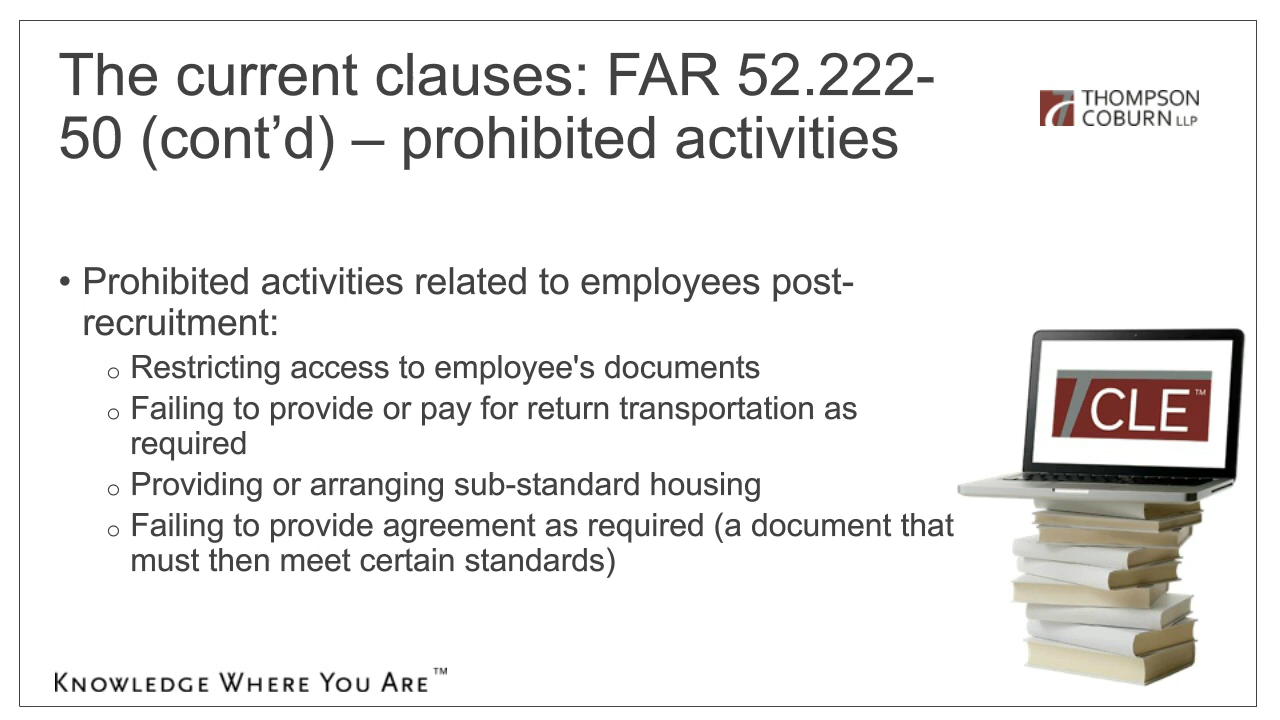 The current clauses: FAR 52.222-
50 (cont’d) – prohibited activities
THOMPSON
COBURN LLP
• Prohibited activities related to employees post-
recruitment:
o Restricting access to employee's documents
o Failing to provide or pay for return transportation as
required
o Providing or arranging sub-standard housing
o Failing to provide agreement as required (a document that
must then meet certain standards)
CLE™
KNOWLEDGE WHERE YOU ARE™